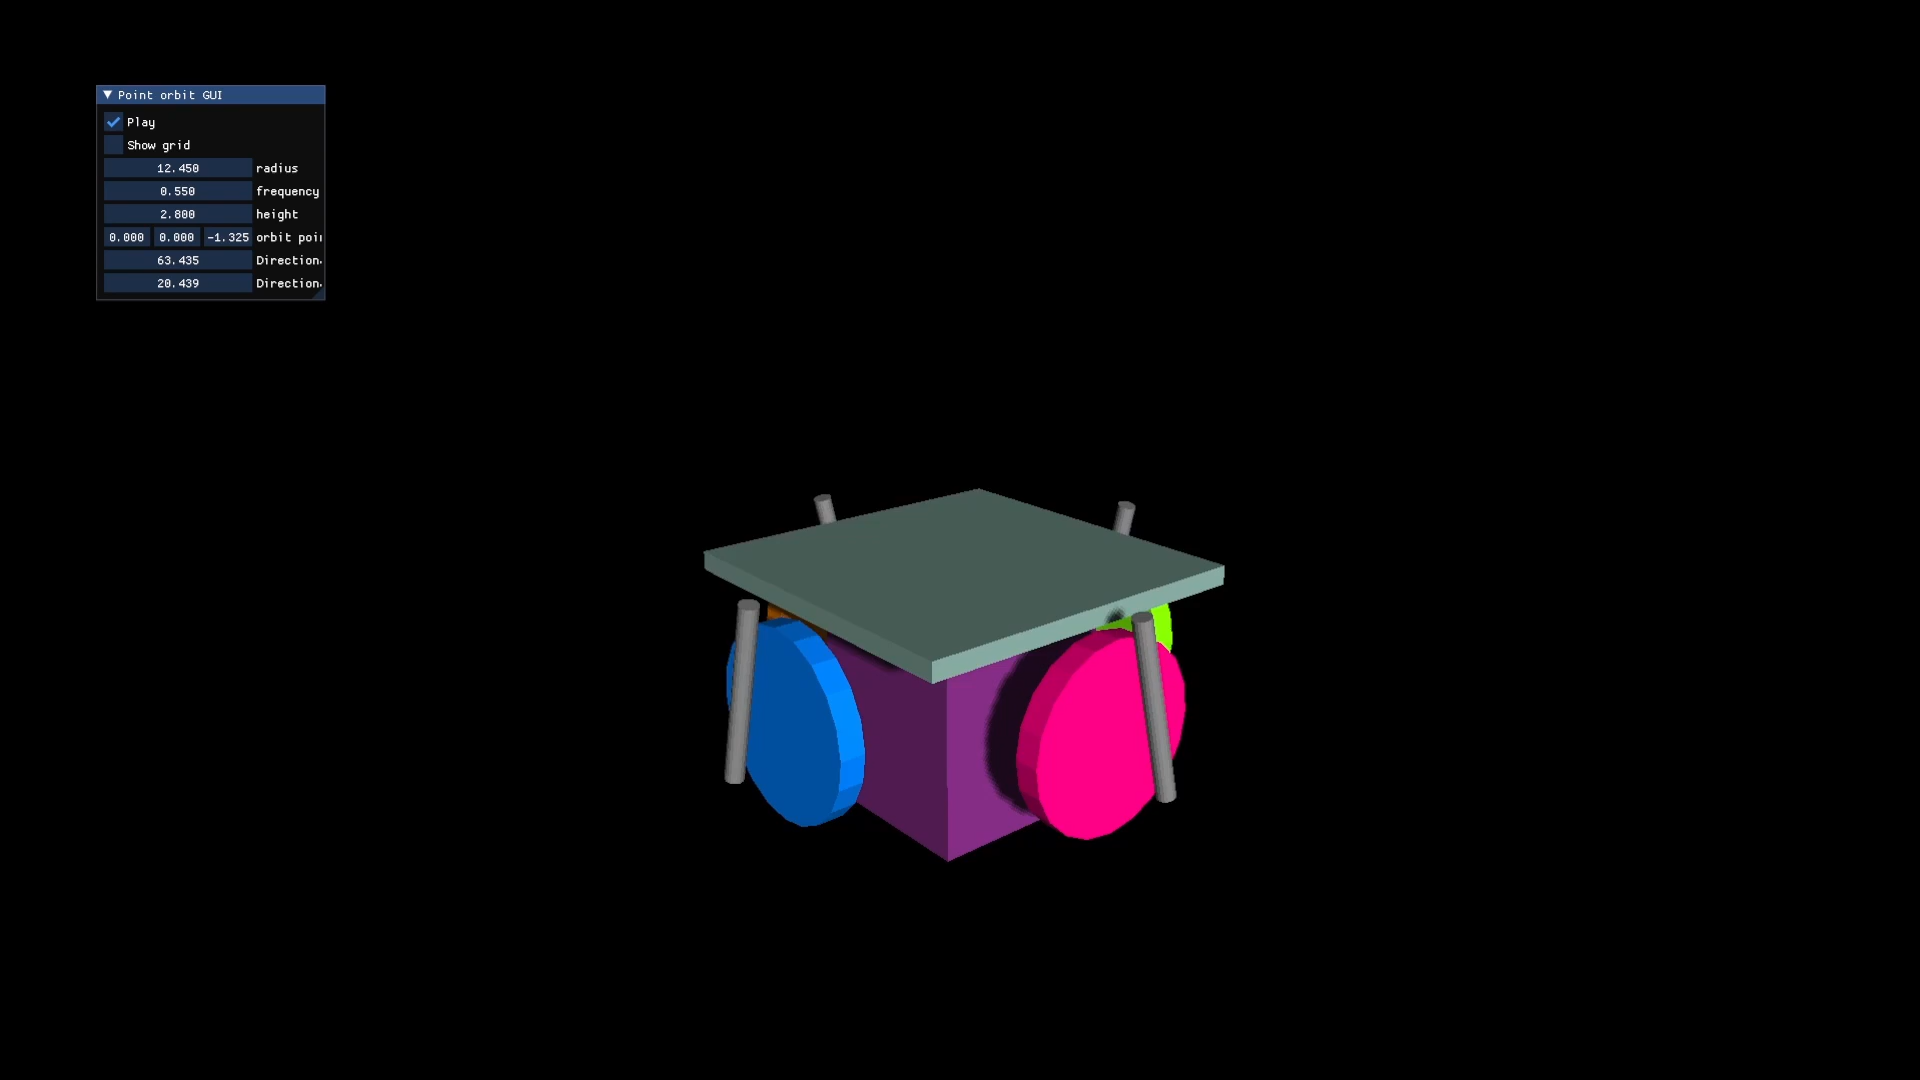 Point orbit GUI
Play
Show grid
12.450 radius
0.550 frequency
2.800 height
0.000 0.000 -1.325 orbit poi
63.435 Direction
20.439 Direction